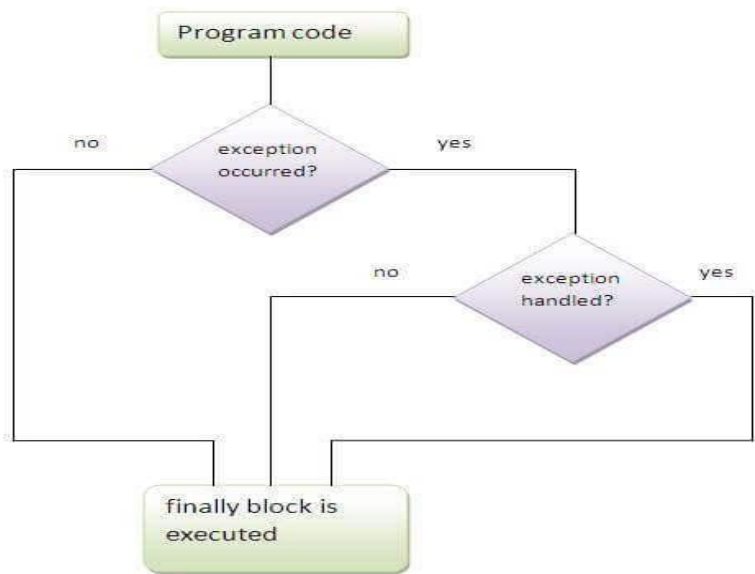 Program code
no
exception
occurred?
yes
no
exception
handled?
yes
finally block is
executed